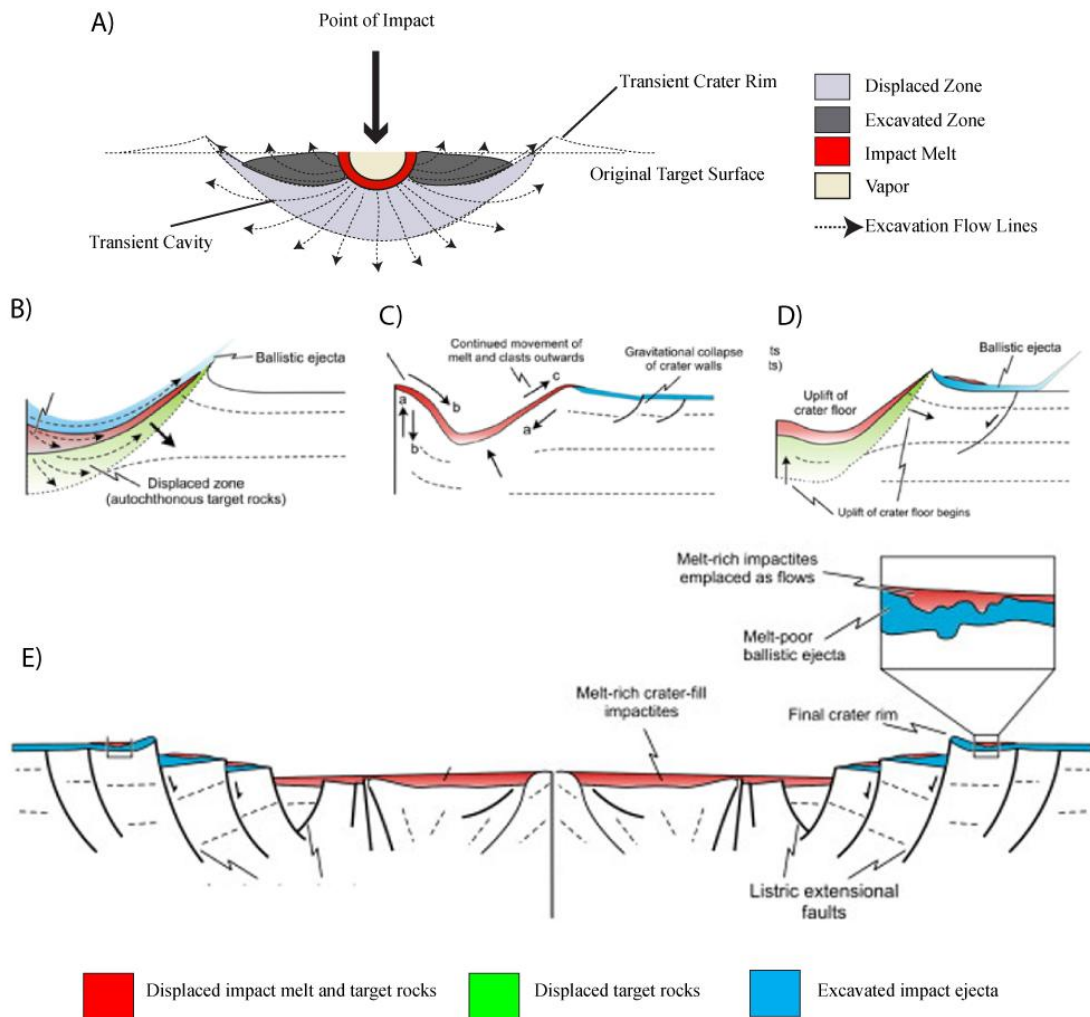 A)
Point of Impact
Transient Crater Rim
Original Target Surface
Transient Cavity
Displaced Zone
Excavated Zone
Impact Melt
Vapor
Excavation Flow Lines
B)
Ballistic ejecta
Displaced zone
(autochthonous target rocks)
C)
Continued movement of
melt and clasts outwards
Gravitational collapse
of crater walls
a
b
b
c
a
D)
ts
ts)
Ballistic ejecta
Uplift of
crater floor
Uplift of crater floor begins
E)
Melt-rich impactites
emplaced as flows
Melt-poor
ballistic ejecta
Melt-rich crater-fill
impactites
Final crater rim
Listric extensional
faults
Displaced impact melt and target rocks
Displaced target rocks
Excavated impact ejecta